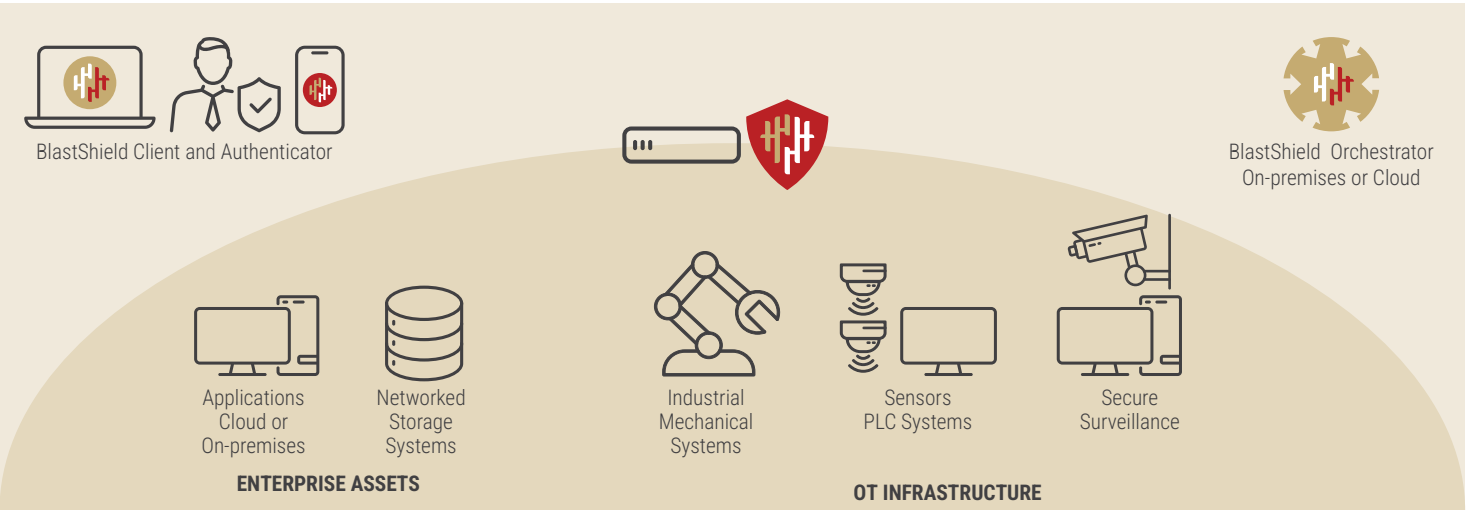 BlastShield Client and Authenticator
BlastShield Orchestrator
On-premises or Cloud
Applications
Cloud or
On-premises
Networked
Storage
Systems
Industrial
Mechanical
Systems
Sensors
PLC Systems
Secure
Surveillance
ENTERPRISE ASSETS
OT INFRASTRUCTURE